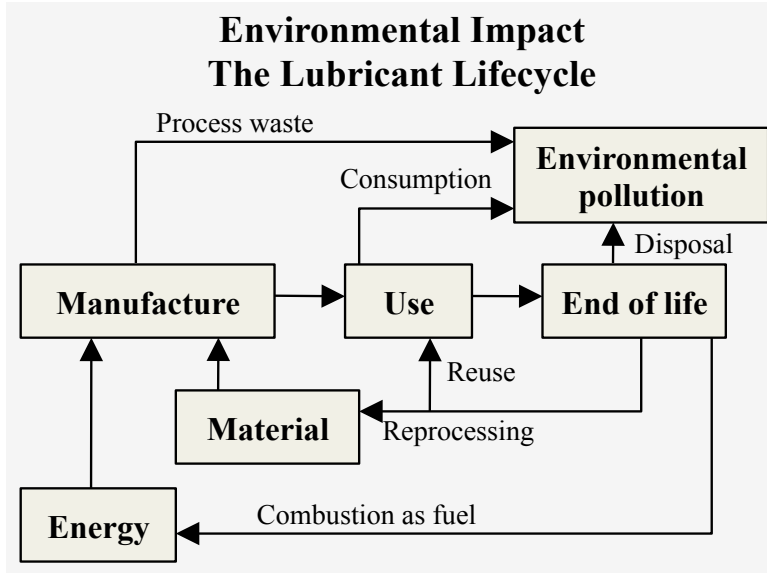 Environmental Impact
The Lubricant Lifecycle
Process waste
Environmental
pollution
Consumption
Disposal
Manufacture
Use
End of life
Reuse
Material
Reprocessing
Energy
Combustion as fuel